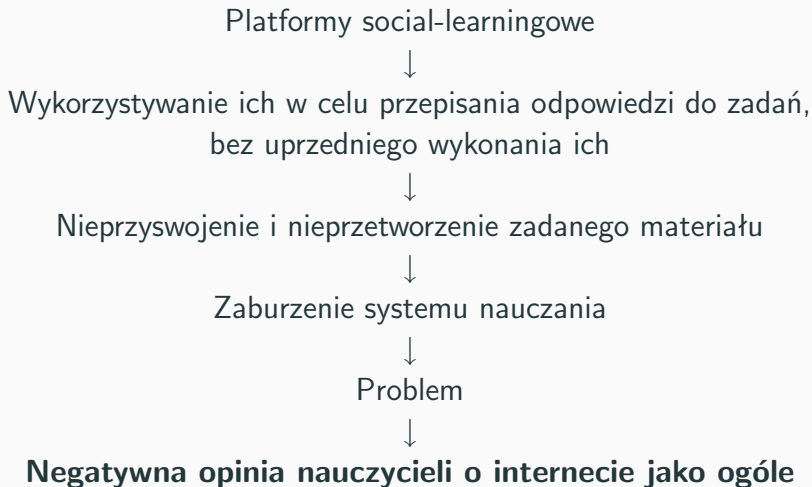 Platformy social-learningowe
↓
Wykorzystywanie ich w celu przepisania odpowiedzi do zadań,
bez uprzedniego wykonania ich
↓
Nieprzyswojenie i nieprzetworzenie zadanego materiału
↓
Zaburzenie systemu nauczania
↓
Problem
↓
Negatywna opinia nauczycieli o internecie jako ogóle